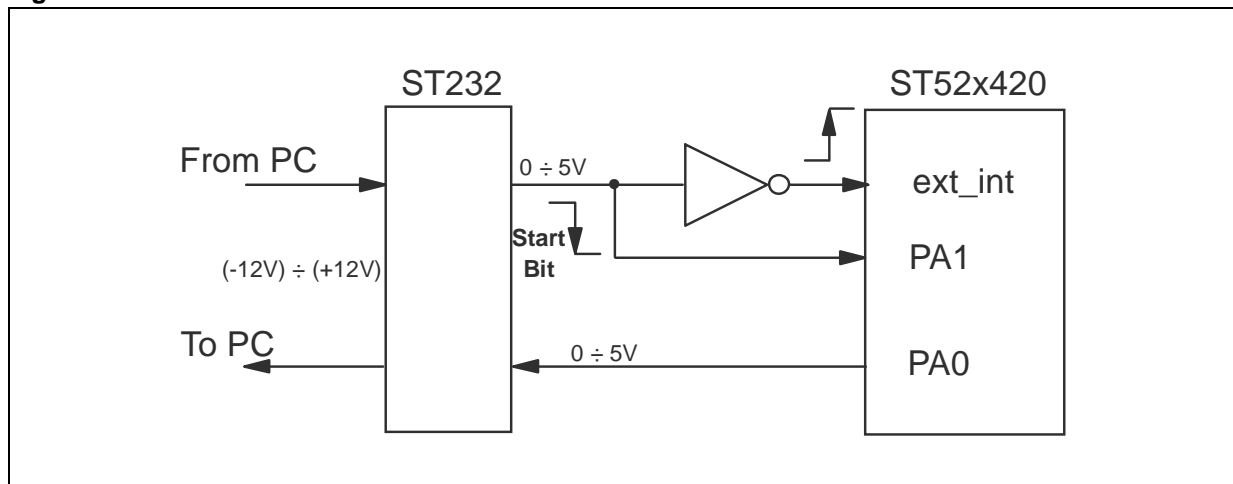 ST232
ST52x420
From PC
0 ÷ 5V
ext_int
Start
Bit
PA1
(-12V) ÷ (+12V)
To PC
0 ÷ 5V
PA0